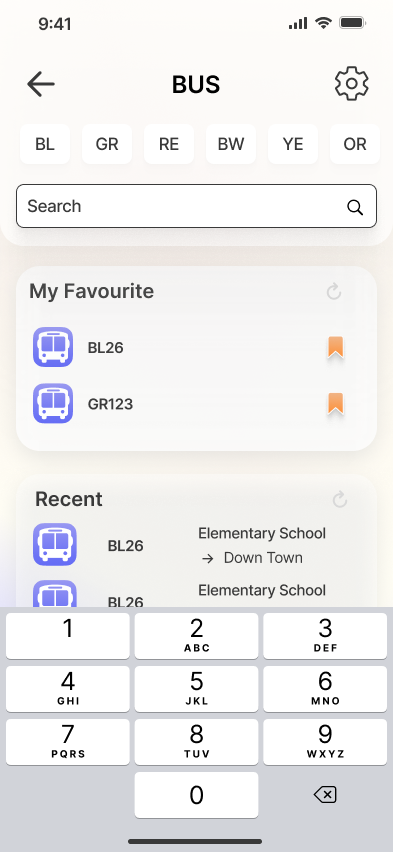 9:41
BUS
BL GR RE BW YE OR
Search
My Favourite
BL26
GR123
Recent
Elementary School
BL26
→ Down Town
Elementary School
BL26
1 2 3
ABC DEF
4 5 6
GHI JKL MNO
7 8 9
PQRS TUV WXYZ
0